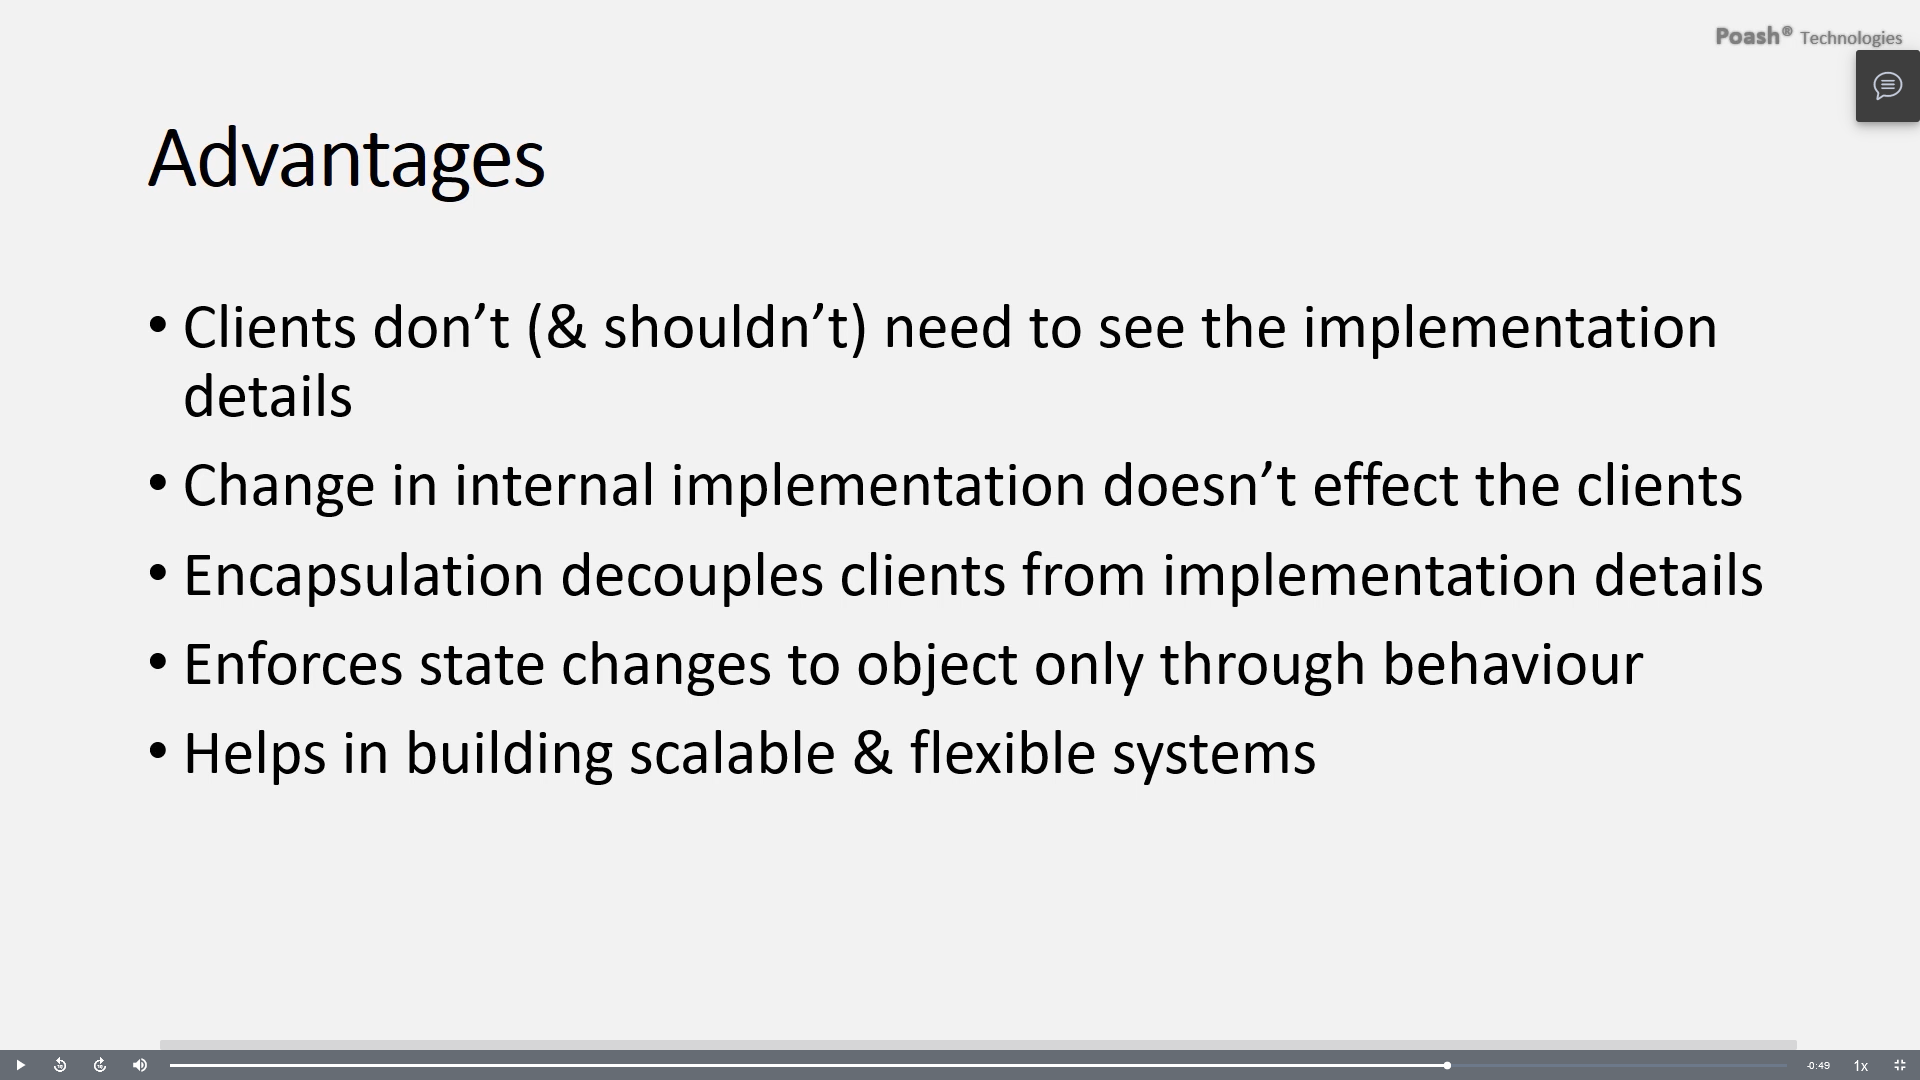 Poash® Technologies
Advantages
• Clients don’t (& shouldn’t) need to see the implementation
details
• Change in internal implementation doesn’t effect the clients
• Encapsulation decouples clients from implementation details
• Enforces state changes to object only through behaviour
• Helps in building scalable & flexible systems
-0:49 1x